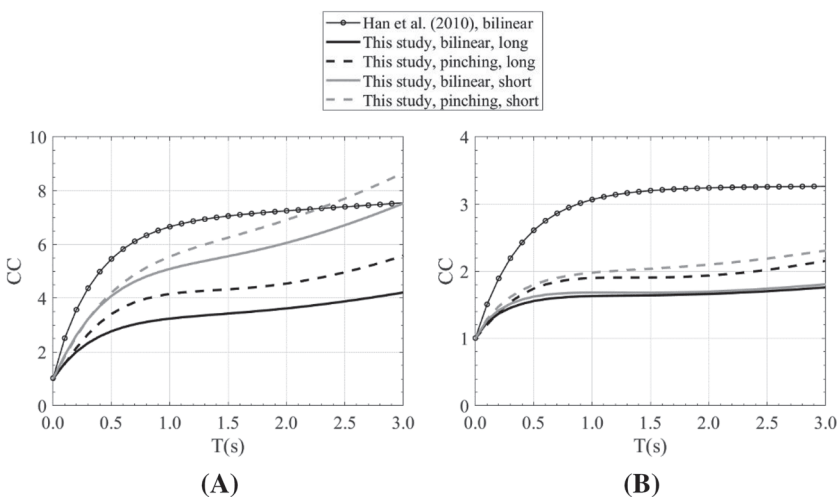 Han et al. (2010), bilinear
This study, bilinear, long
This study, pinching, long
This study, bilinear, short
This study, pinching, short
10
8
6
4
2
0
CC
0.0 0.5 1.0 1.5 2.0 2.5 3.0
T(s)
(A)
4
3
2
1
0
CC
0.0 0.5 1.0 1.5 2.0 2.5 3.0
T(s)
(B)